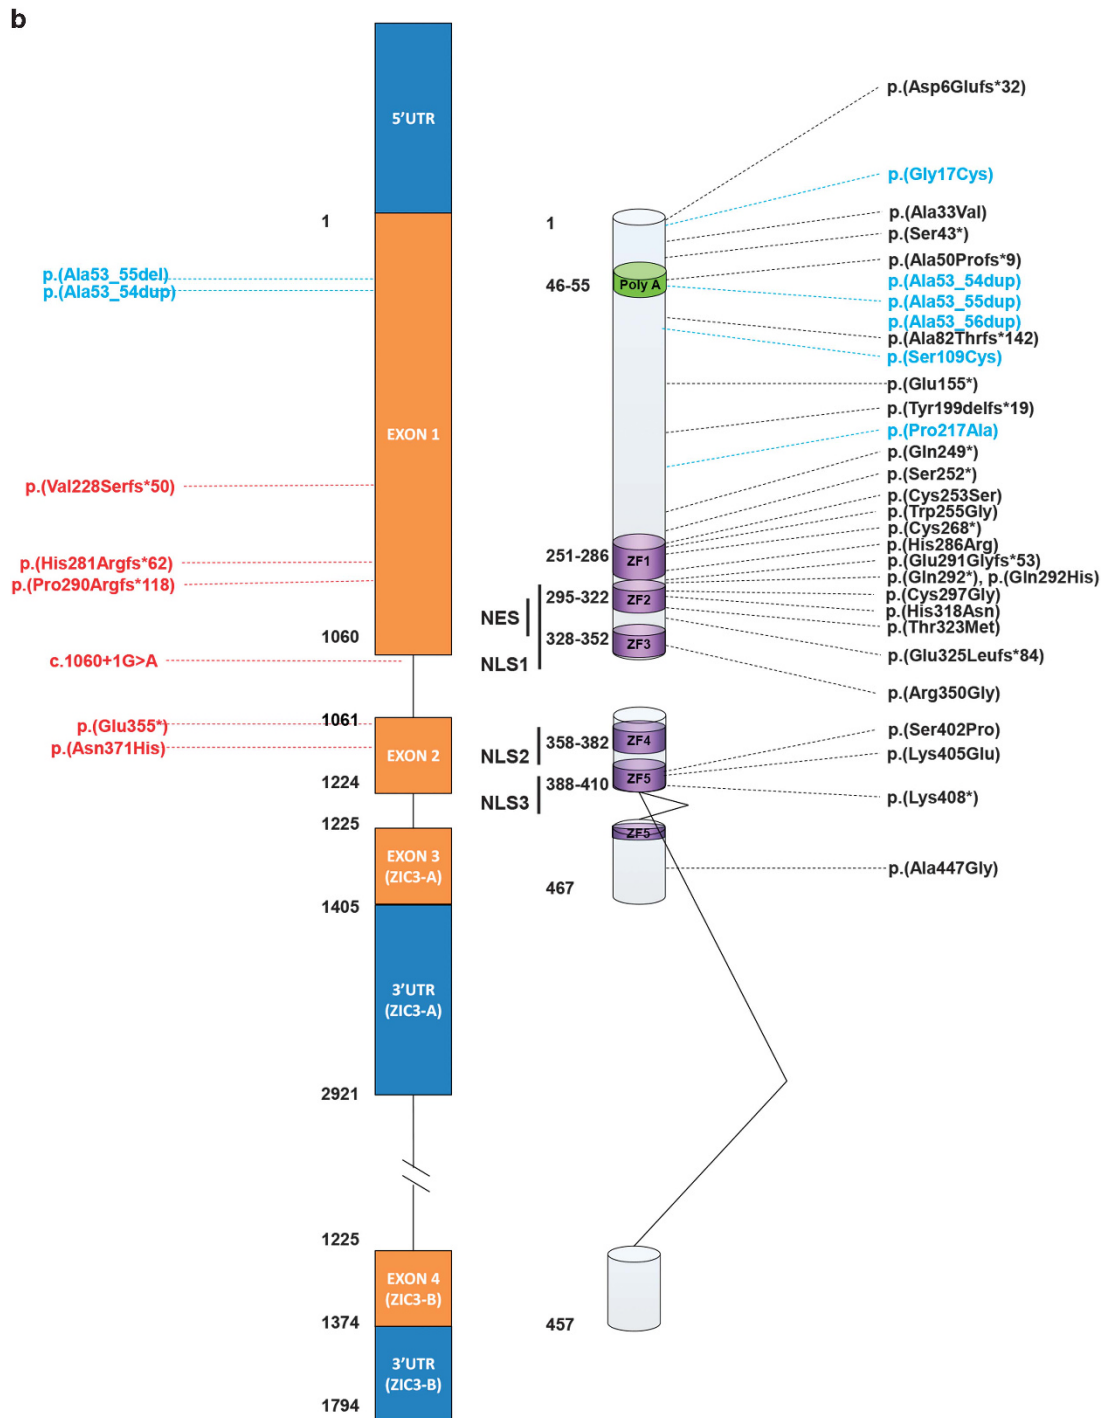 b
5'UTR
1
EXON 1
1060
1061
EXON 2
1224
1225
EXON 3
(ZIC3-A)
1405
3'UTR
(ZIC3-A)
2921
1225
EXON 4
(ZIC3-B)
1374
3'UTR
(ZIC3-B)
1794
p.(Ala53_55del)
p.(Ala53_54dup)
p.(Val228Serfs*50)
p.(His281Argfs*62)
p.(Pro290Argfs*118)
c.1060+1G>A
p.(Glu355*)
p.(Asn371His)
1
46-55
Poly A
251-286
ZF1
295-322
ZF2
NES
328-352
ZF3
NLS1
ZF4
358-382
NLS2
ZF5
388-410
NLS3
ZF5
467
457
p.(Asp6Glufs*32)
p.(Gly17Cys)
p.(Ala33Val)
p.(Ser43*)
p.(Ala50Profs*9)
p.(Ala53_54dup)
p.(Ala53_55dup)
p.(Ala53_56dup)
p.(Ala82Thrfs*142)
p.(Ser109Cys)
p.(Glu155*)
p.(Tyr199delfs*19)
p.(Pro217Ala)
p.(Gln249*)
p.(Ser252*)
p.(Cys253Ser)
p.(Trp255Gly)
p.(Cys268*)
p.(His286Arg)
p.(Glu291Glyfs*53)
p.(Gln292*), p.(Gln292His)
p.(Cys297Gly)
p.(His318Asn)
p.(Thr323Met)
p.(Glu325Leufs*84)
p.(Arg350Gly)
p.(Ser402Pro)
p.(Lys405Glu)
p.(Lys408*)
p.(Ala447Gly)